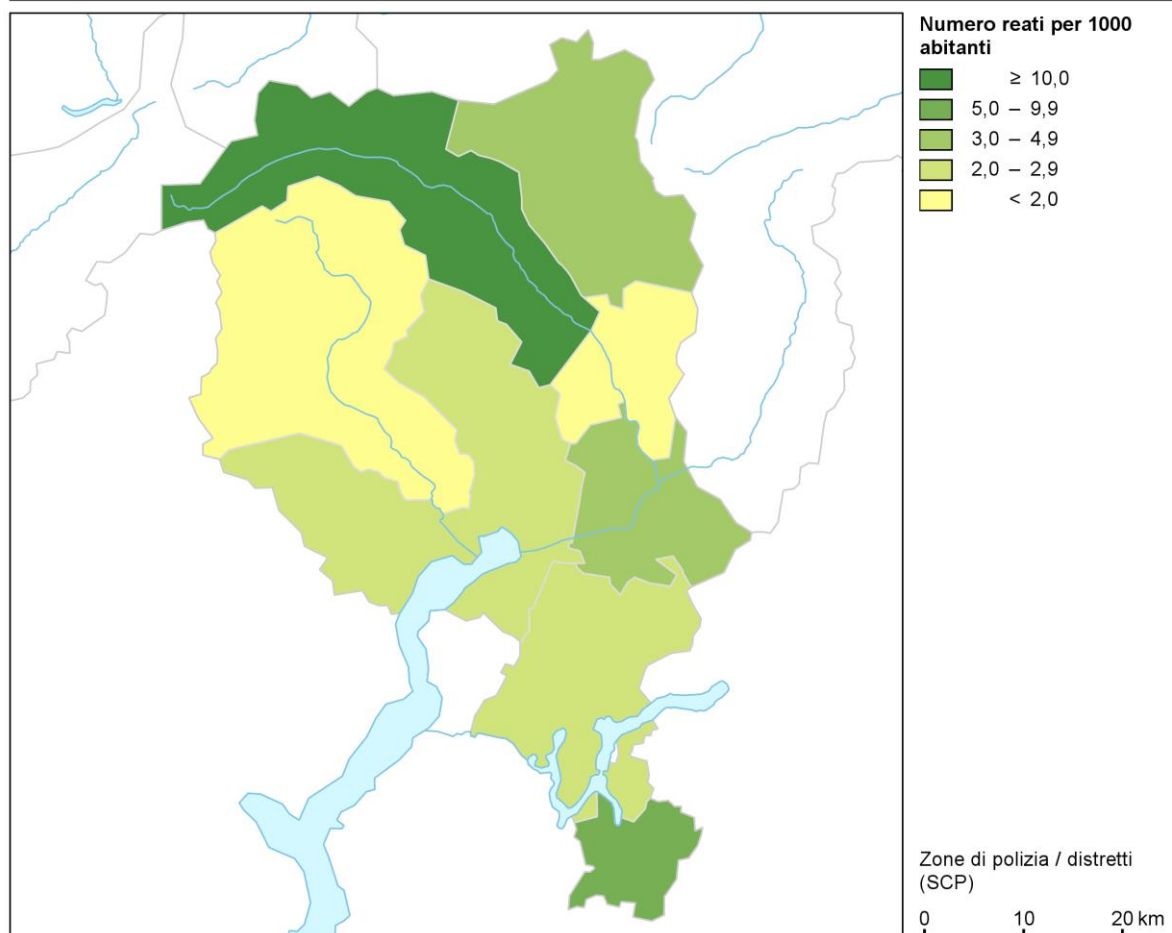 Numero reati per 1000
abitanti
≥ 10,0
5,0 – 9,9
3,0 – 4,9
2,0 – 2,9
< 2,0
Zone di polizia / distretti
(SCP)
0 10 20 km